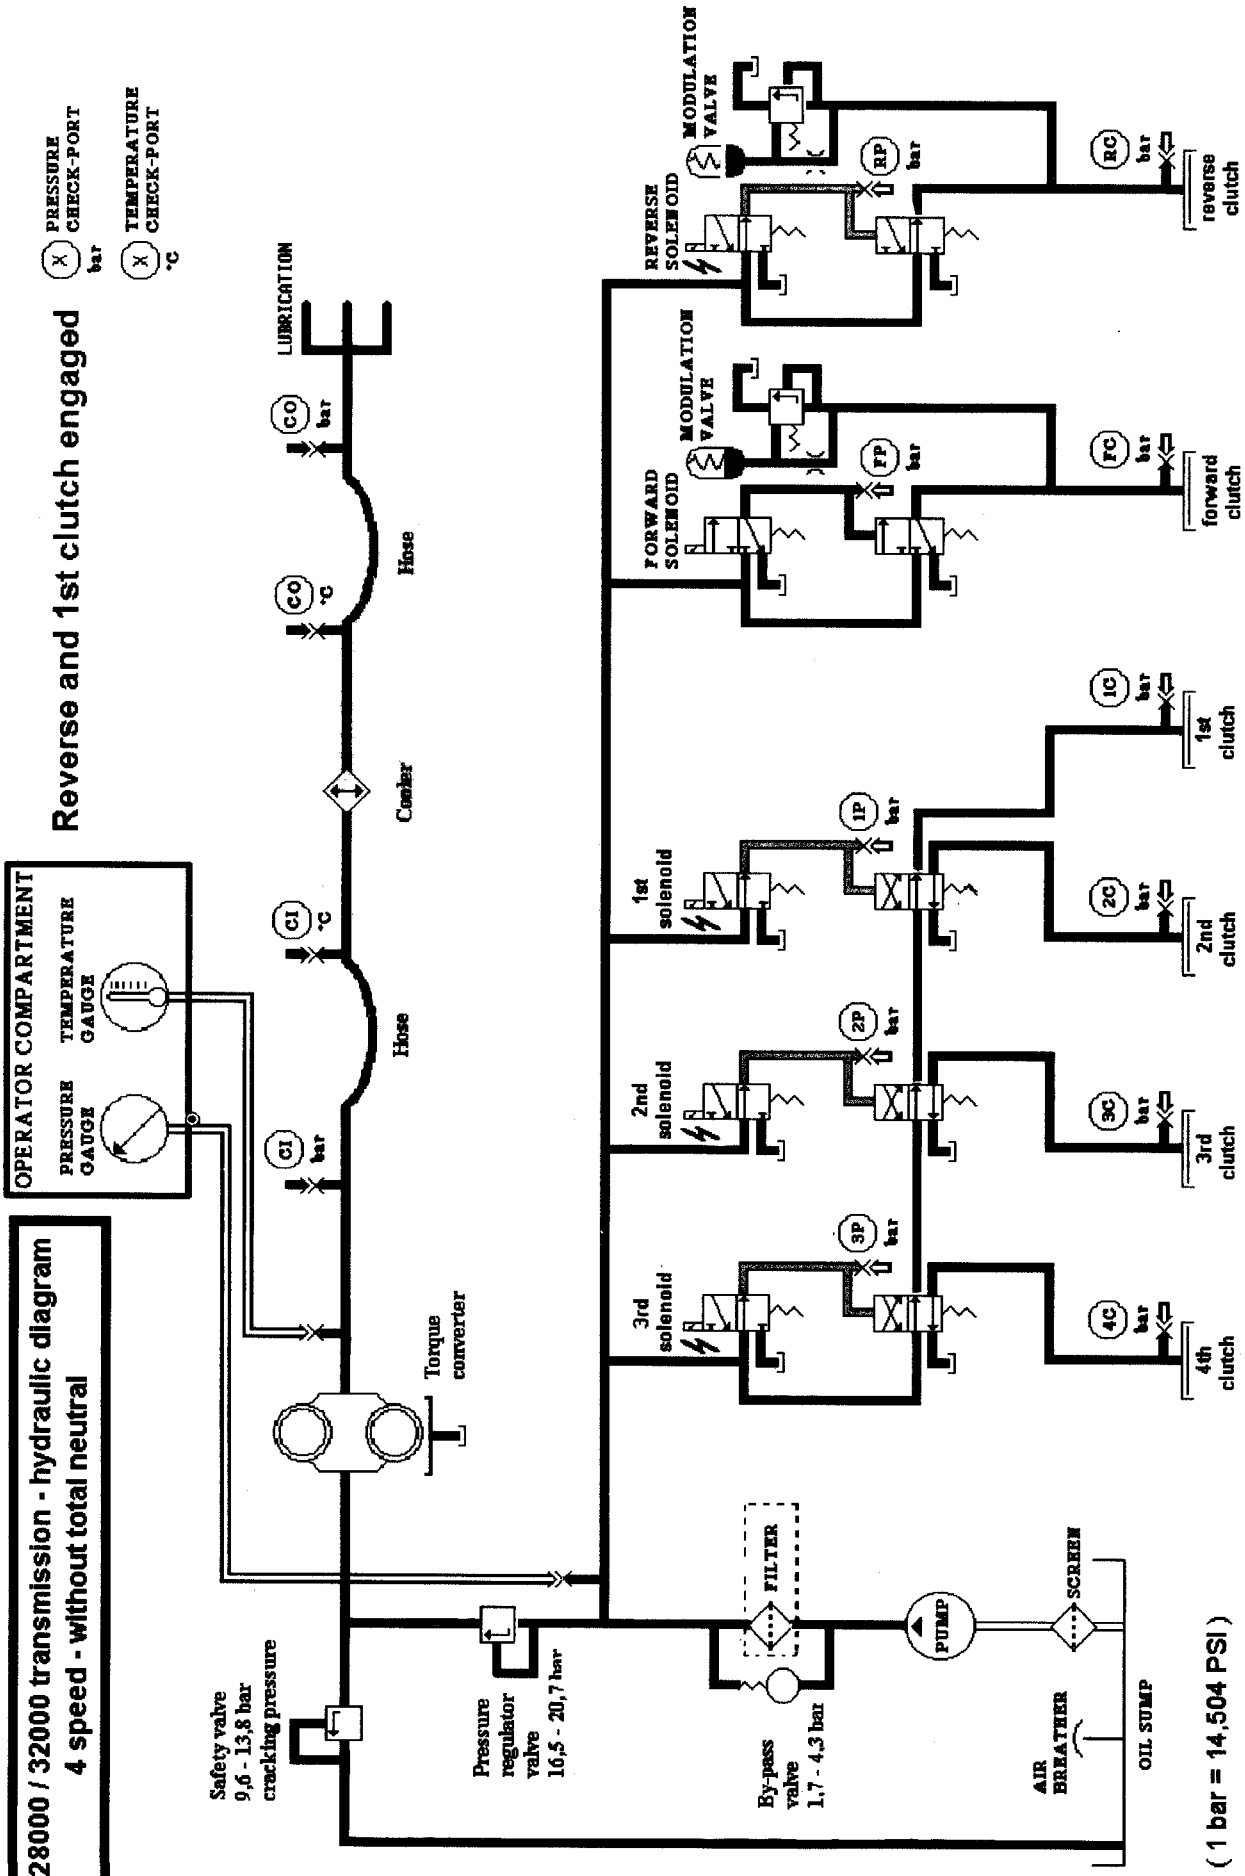 28000 / 32000 transmission - hydraulic diagram
4 speed - without total neutral
OPERATOR COMPARTMENT
PRESSURE
GAUGE
TEMPERATURE
GAUGE
Reverse and 1st clutch engaged
X
PRESSURE
CHECK-PORT
bar
X
TEMPERATURE
CHECK-PORT
°C
Safety valve
9,6 - 13,8 bar
cracking pressure
Torque
converter
CI
bar
Hose
CI
°C
Cooler
CO
°C
Hose
CO
bar
LUBRICATION
Pressure
regulator
valve
16,5 - 20,7 bar
By-pass
valve
1,7 - 4,3 bar
FILTER
PUMP
SCREEN
AIR
BREATHER
OIL SUMP
( 1 bar = 14,504 PSI )
3rd
solenoid
3P
bar
2nd
solenoid
2P
bar
1st
solenoid
1P
bar
FORWARD
SOLENOID
MODULATION
VALVE
FP
bar
REVERSE
SOLENOID
MODULATION
VALVE
RP
bar
4C
bar
4th
clutch
3C
bar
3rd
clutch
2C
bar
2nd
clutch
1C
bar
1st
clutch
FC
bar
forward
clutch
RC
bar
reverse
clutch